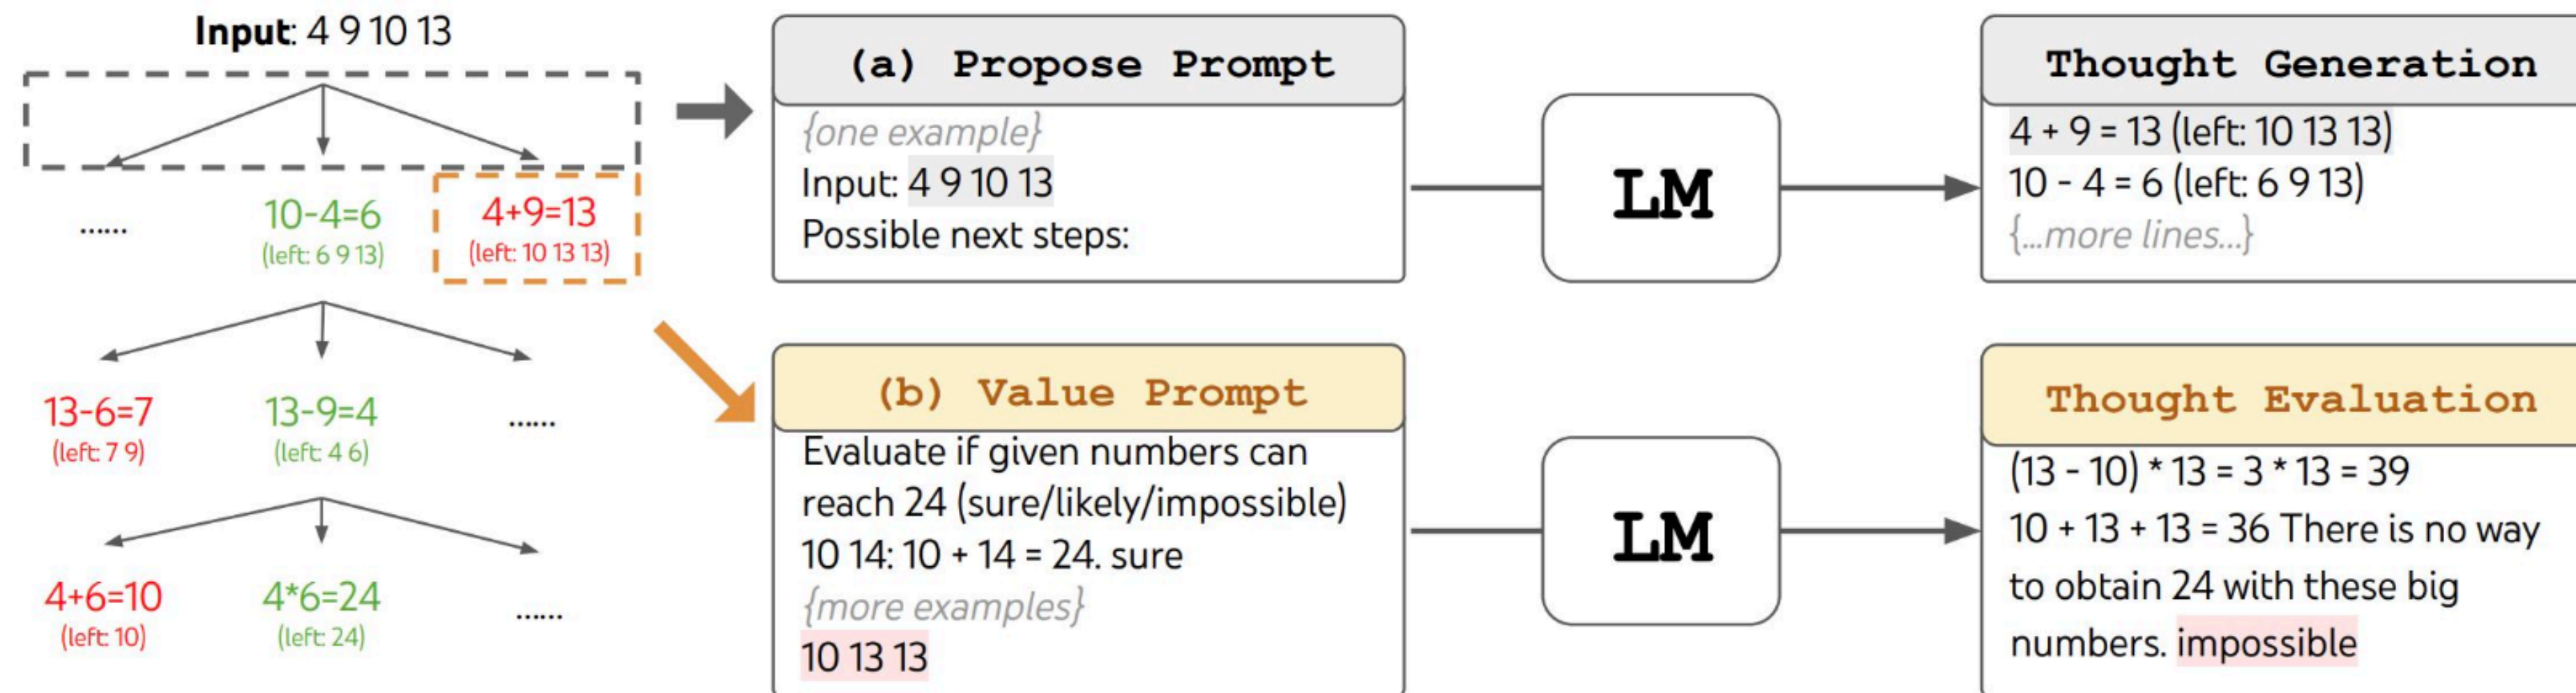 Input: 4 9 10 13
......
10-4=6
(left: 6 9 13)
4+9=13
(left: 10 13 13)
13-6=7
(left: 7 9)
13-9=4
(left: 4 6)
......
4+6=10
(left: 10)
4*6=24
(left: 24)
......
(a) Propose Prompt
{one example}
Input: 4 9 10 13
Possible next steps:
LM
Thought Generation
4 + 9 = 13 (left: 10 13 13)
10 - 4 = 6 (left: 6 9 13)
{...more lines...}
(b) Value Prompt
Evaluate if given numbers can
reach 24 (sure/likely/impossible)
10 14: 10 + 14 = 24. sure
{more examples}
10 13 13
LM
Thought Evaluation
(13 - 10) * 13 = 3 * 13 = 39
10 + 13 + 13 = 36 There is no way
to obtain 24 with these big
numbers. impossible